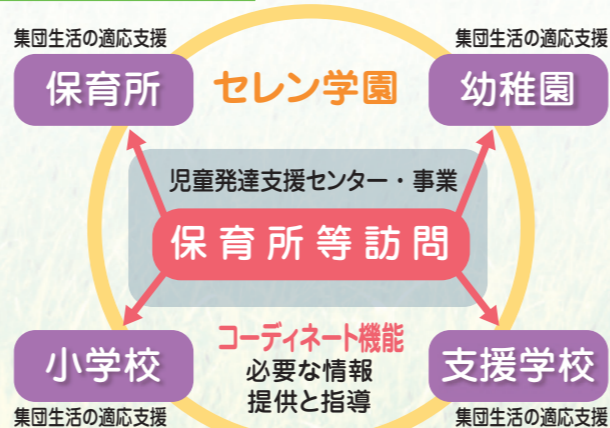 集団生活の適応支援
保育所
セレン学園
集団生活の適応支援
幼稚園
児童発達支援センター・事業
保育所等訪問
小学校
集団生活の適応支援
コーディネート機能
必要な情報
提供と指導
支援学校
集団生活の適応支援